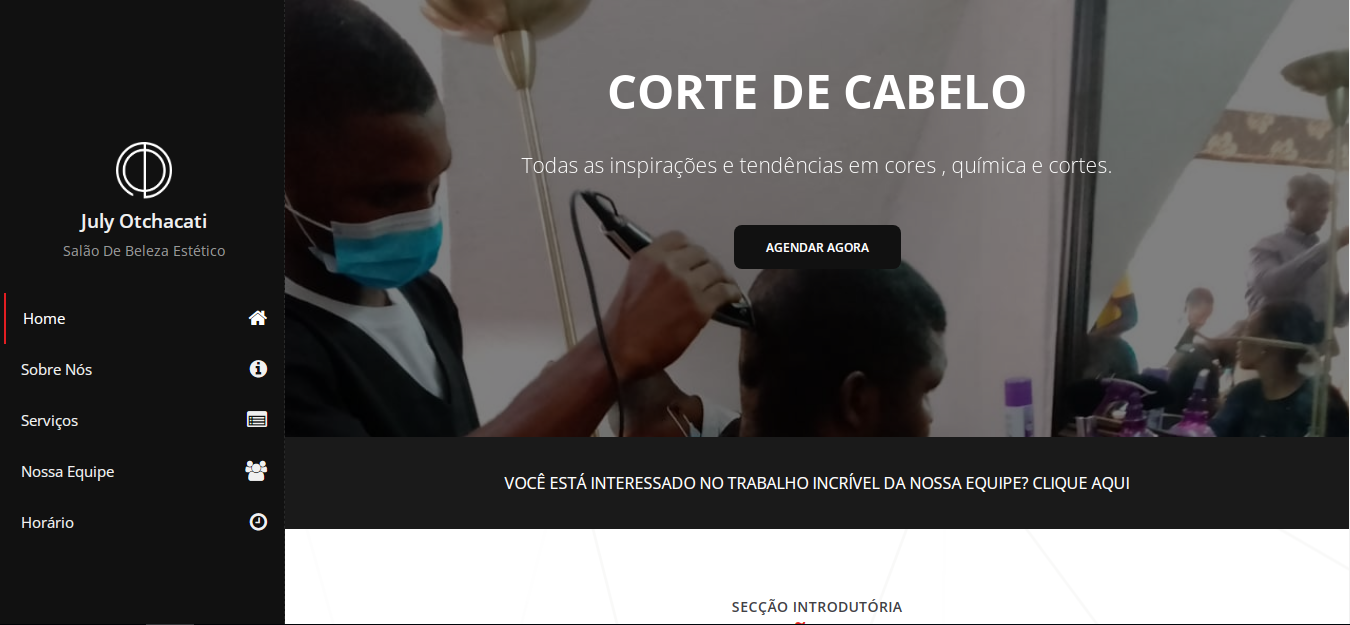 July Otchacati
Salão De Beleza Estético
Home
Sobre Nós
Serviços
Nossa Equipe
Horário
CORTE DE CABELO
Todas as inspirações e tendências em cores , química e cortes.
AGENDAR AGORA
VOCÊ ESTÁ INTERESSADO NO TRABALHO INCRÍVEL DA NOSSA EQUIPE? CLIQUE AQUI
SECÇÃO INTRODUTÓRIA